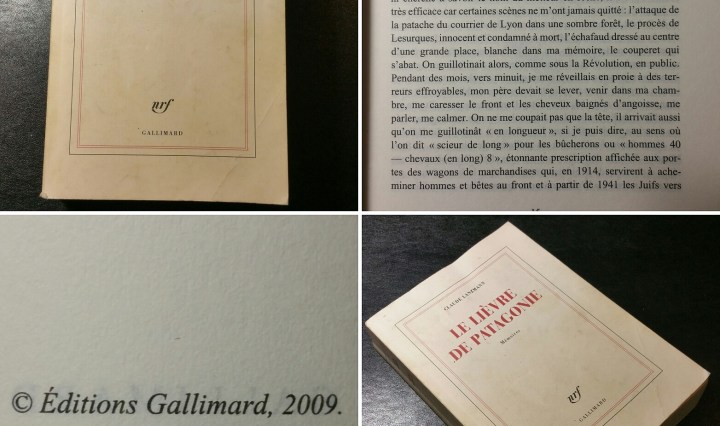 nrf
GALLIMARD
très efficace car certaines scènes ne m'ont jamais quitté : l'attaque de
la patache du courrier de Lyon dans une sombre forêt, le procès de
Lesurques, innocent et condamné à mort, l'échafaud dressé au centre
d'une grande place, blanche dans ma mémoire, le couperet qui
s'abat. On guillotinait alors, comme sous la Révolution, en public.
Pendant des mois, vers minuit, je me réveillais en proie à des ter-
reurs effroyables, mon père devait se lever, venir dans ma cham-
bre, me caresser le front et les cheveux baignés d'angoisse, me
parler, me calmer. On ne me coupait pas que la tête, il arrivait aussi
qu'on me guillotinât « en longueur », si je puis dire, au sens où
l'on dit « scieur de long » pour les bûcherons ou « hommes 40
— chevaux (en long) 8 », étonnante prescription affichée aux por-
tes des wagons de marchandises qui, en 1914, servirent à ache-
miner hommes et bêtes au front et à partir de 1941 les Juifs vers
© Éditions Gallimard, 2009.
CLAUDE LANZMANN
LE LIÈVRE
DE PATAGONIE
Mémoires
nrf
GALLIMARD